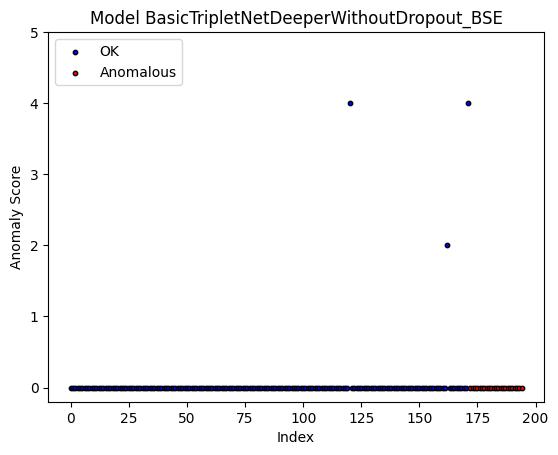 Model BasicTripletNetDeeperWithoutDropout_BSE
OK
Anomalous
Anomaly Score
5
4
3
2
1
0
0 25 50 75 100 125 150 175 200
Index